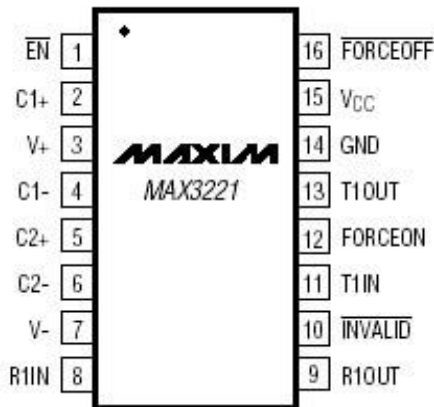 EN 1 16 FORCEOFF
C1+ 2 15 VCC
V+ 3 14 GND
MAXIM
C1- 4 MAX3221 13 T1OUT
C2+ 5 12 FORCEON
C2- 6 11 T1IN
V- 7 10 INVALID
R1IN 8 9 R1OUT